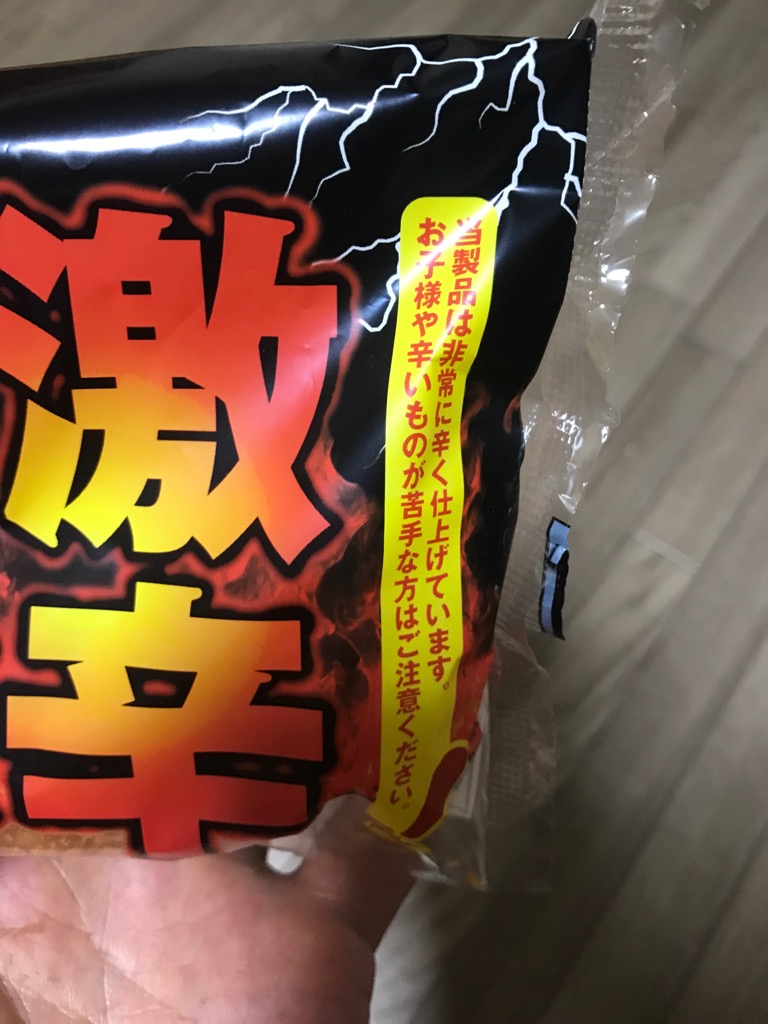 激辛
当製品は非常に辛く仕上げています。
お子様や辛いものが苦手な方はご注意ください。